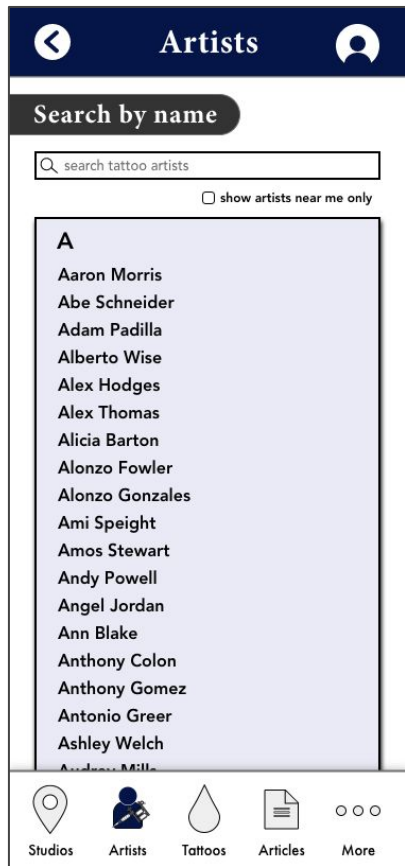 Artists
Search by name
search tattoo artists
show artists near me only
A
Aaron Morris
Abe Schneider
Adam Padilla
Alberto Wise
Alex Hodges
Alex Thomas
Alicia Barton
Alonzo Fowler
Alonzo Gonzales
Ami Speight
Amos Stewart
Andy Powell
Angel Jordan
Ann Blake
Anthony Colon
Anthony Gomez
Antonio Greer
Ashley Welch
Audrey Mills
Studios Artists Tattoos Articles More